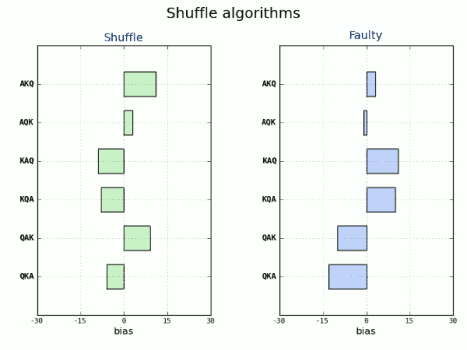 Shuffle algorithms
Shuffle
Faulty
AKQ
AQK
KAQ
KQA
QAK
QKA
-30 -15 0 15 30
bias
AKQ
AQK
KAQ
KQA
QAK
QKA
-30 -15 0 15 30
bias